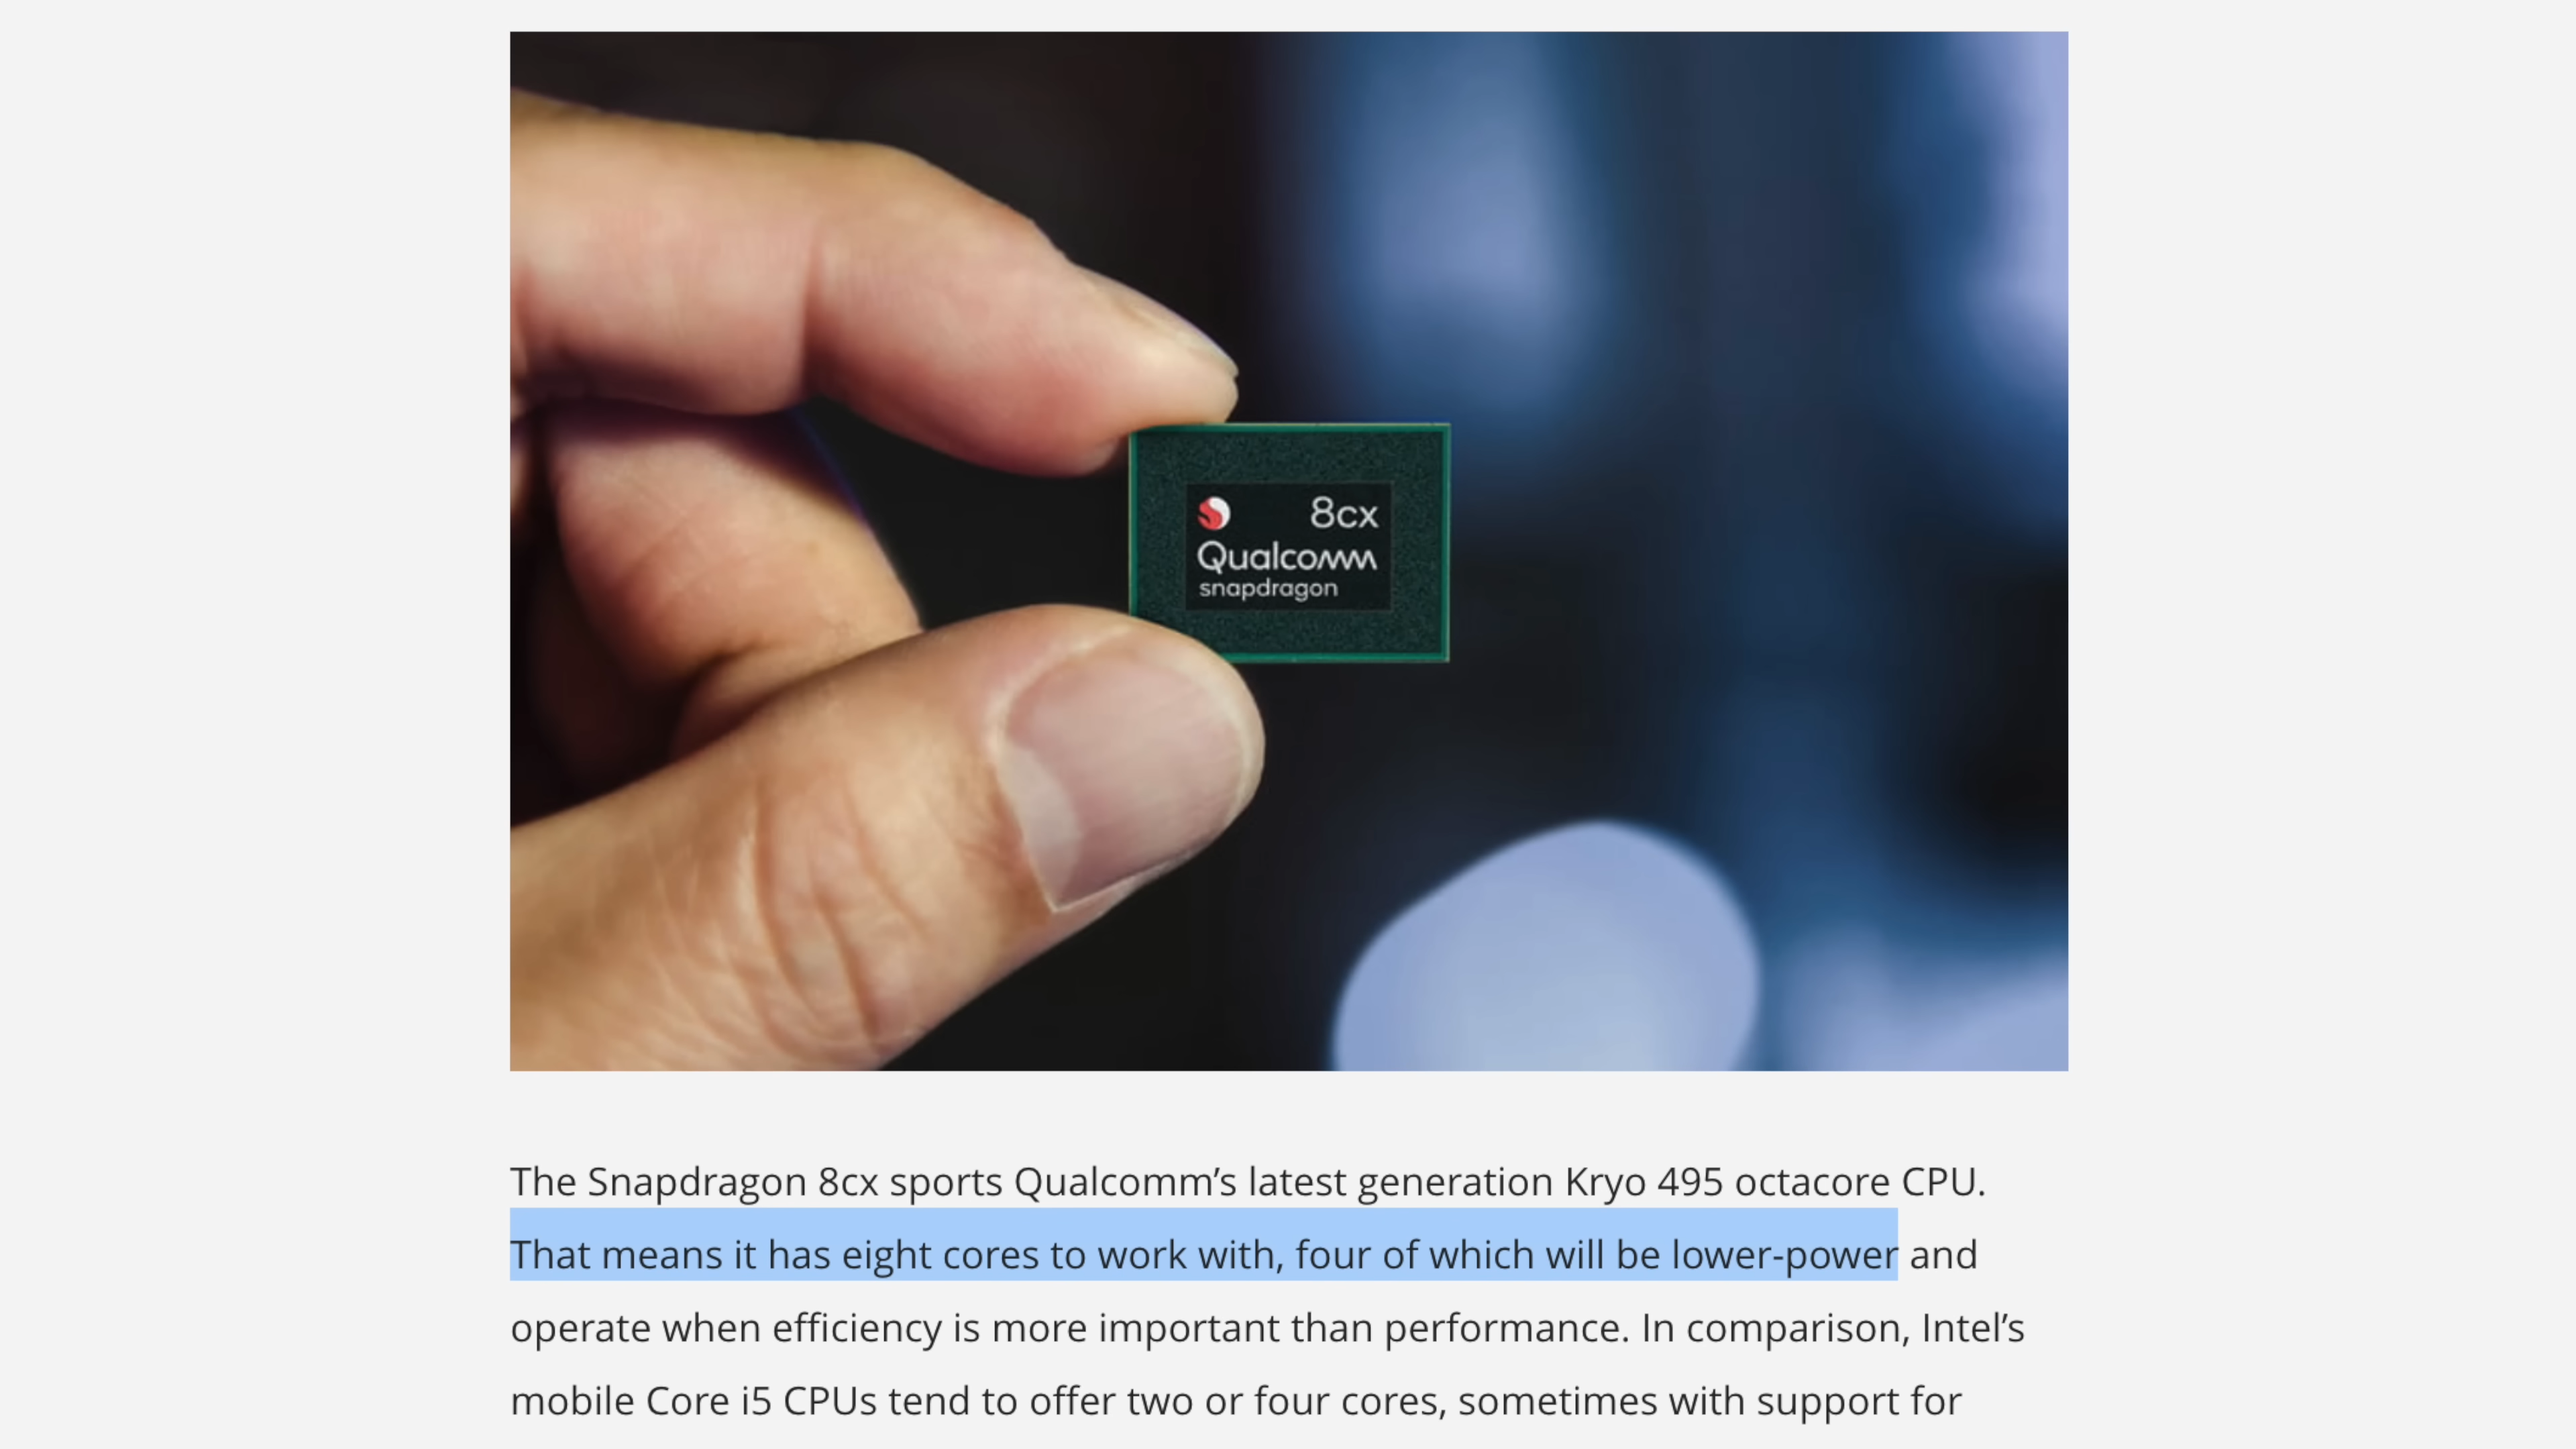 8cx
Qualcomm
snapdragon
The Snapdragon 8cx sports Qualcomm’s latest generation Kryo 495 octacore CPU.
That means it has eight cores to work with, four of which will be lower-power and
operate when efficiency is more important than performance. In comparison, Intel’s
mobile Core i5 CPUs tend to offer two or four cores, sometimes with support for